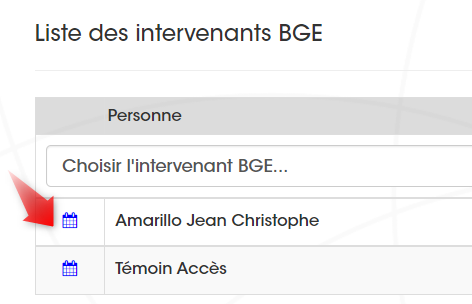 Liste des intervenants BGE
Personne
Choisir l'intervenant BGE...
Amarillo Jean Christophe
Témoin Accès